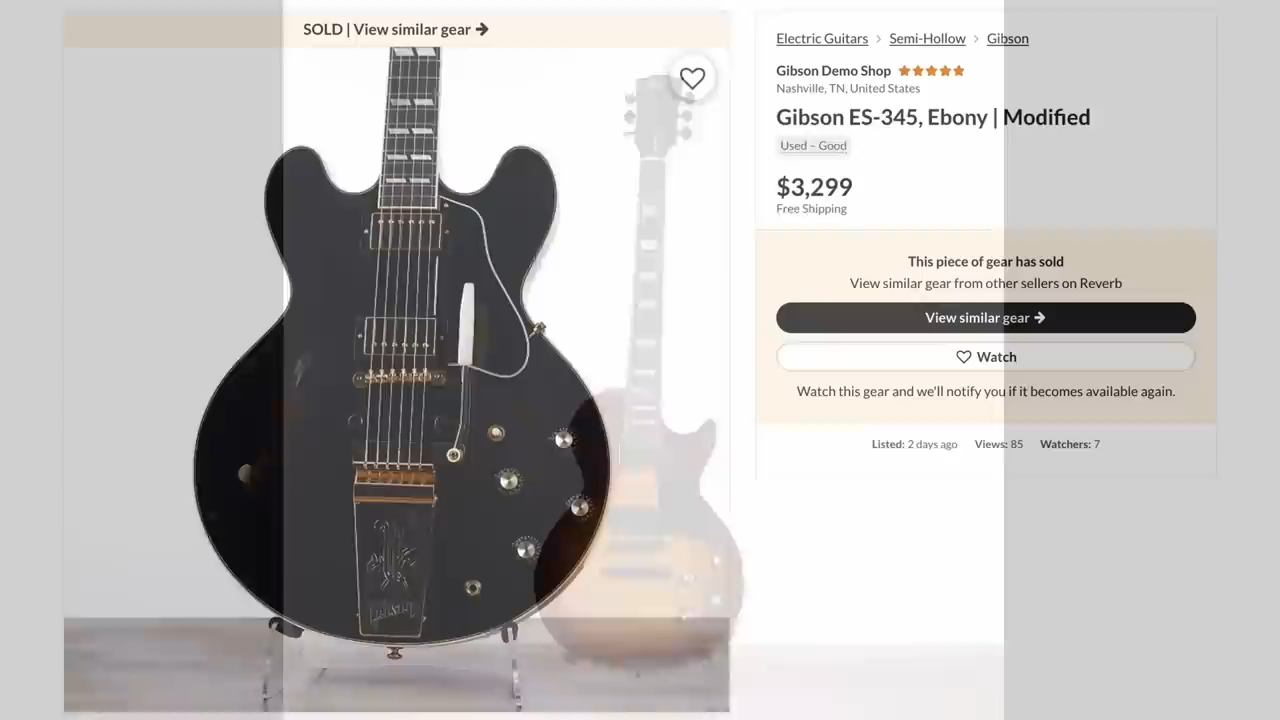 SOLD | View similar gear →
Electric Guitars > Semi-Hollow > Gibson
Gibson Demo Shop
Nashville, TN, United States
Gibson ES-345, Ebony | Modified
Used – Good
$3,299
Free Shipping
This piece of gear has sold
View similar gear from other sellers on Reverb
View similar gear →
Watch
Watch this gear and we'll notify you if it becomes available again.
Listed: 2 days ago Views: 85 Watchers: 7
Gibson